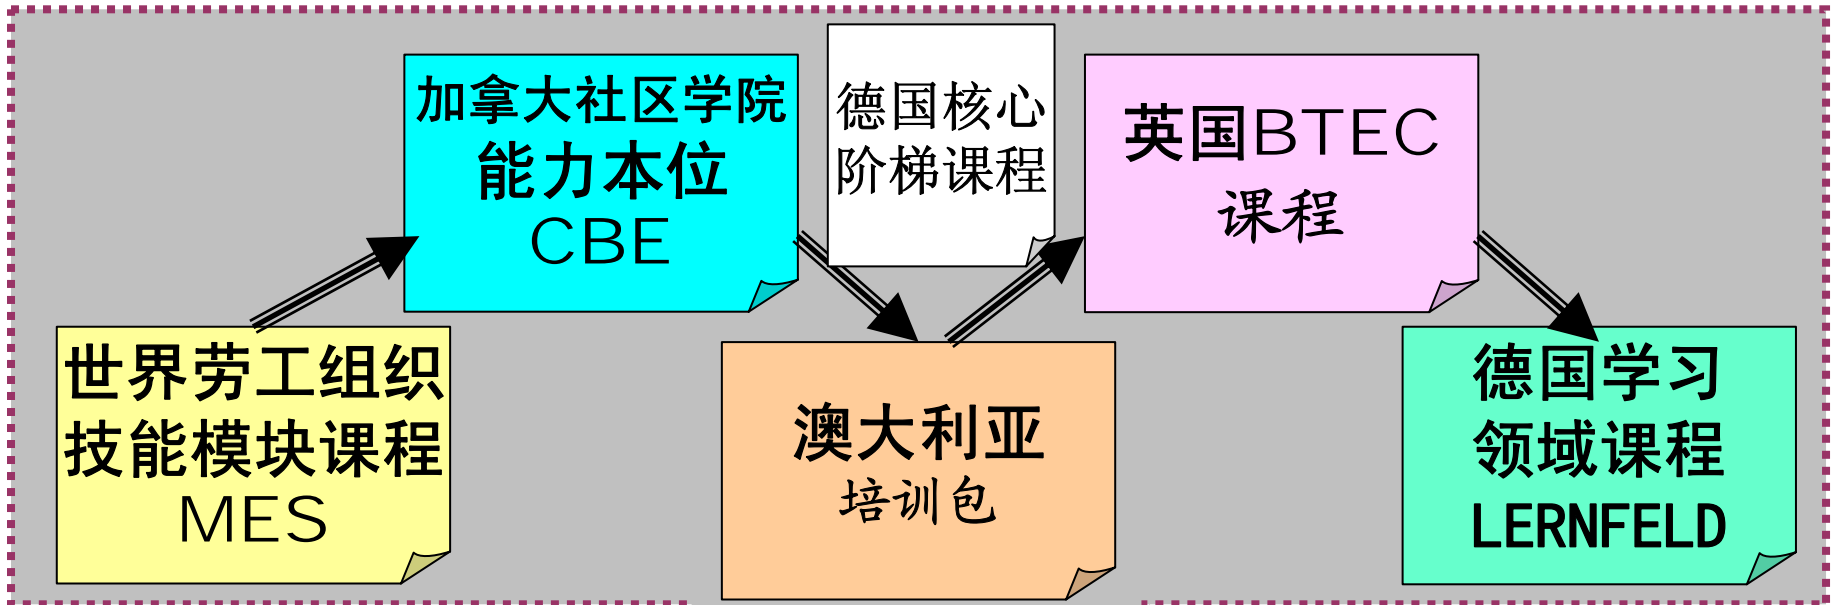 世界劳工组织
技能模块课程
MES
加拿大社区学院
能力本位
CBE
德国核心
阶梯课程
澳大利亚
培训包
英国BTEC
课程
德国学习
领域课程
LERNFELD